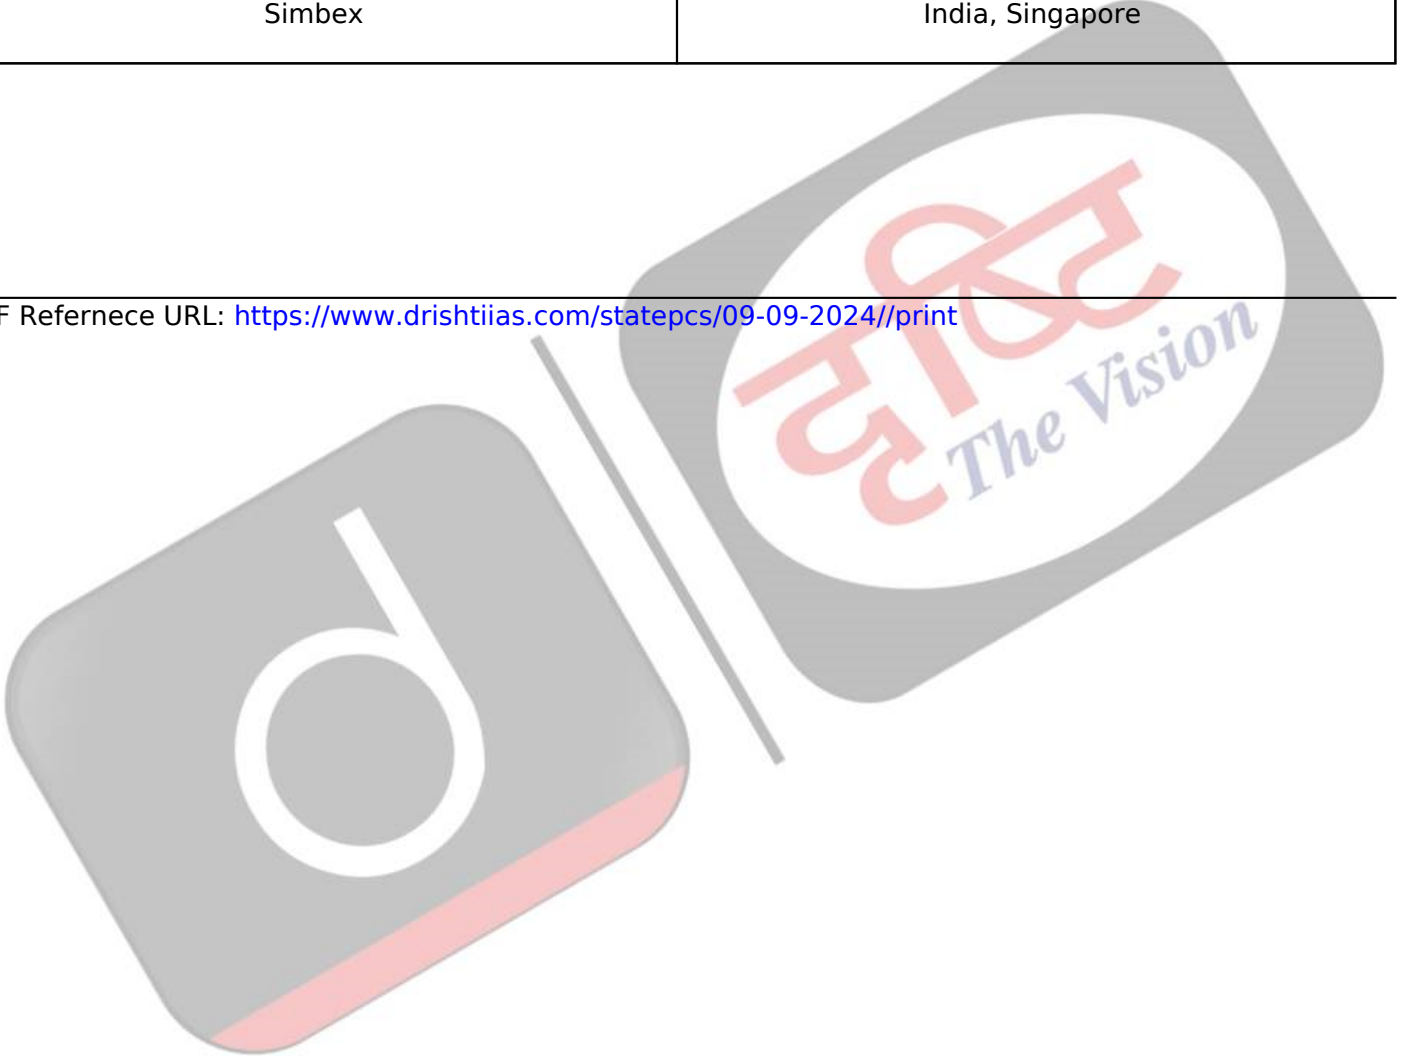 Simbex India, Singapore
F Refernece URL: https://www.drishtiias.com/statepcs/09-09-2024//print
दृष्टि
The Vision
d